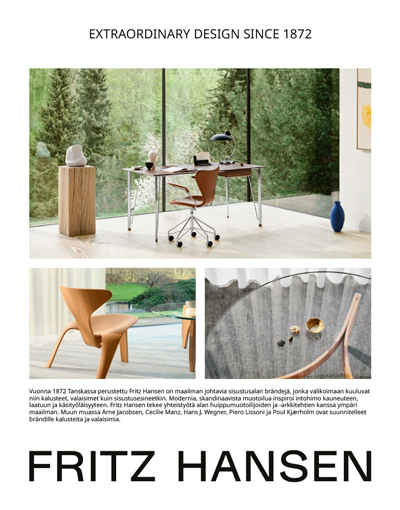 EXTRAORDINARY DESIGN SINCE 1872
Vuonna 1872 Tanskassa perustettu Fritz Hansen on maailman johtavia sisustusalan brändejä, jonka valikoimaan kuuluvat
niin kalusteet, valaisimet kuin sisustusesineetkin. Modernia, skandinaavista muotoilua inspiroi intohimo kauneuteen,
laatuun ja käsityöläisyyteen. Fritz Hansen tekee yhteistyötä alan huippumuotoilijoiden ja -arkkitehtien kanssa ympäri
maailman. Muun muassa Arne Jacobsen, Cecilie Manz, Hans J. Wegner, Piero Lissoni ja Poul Kjærholm ovat suunnitelleet
brändille kalusteita ja valaisimia.
FRITZ HANSEN